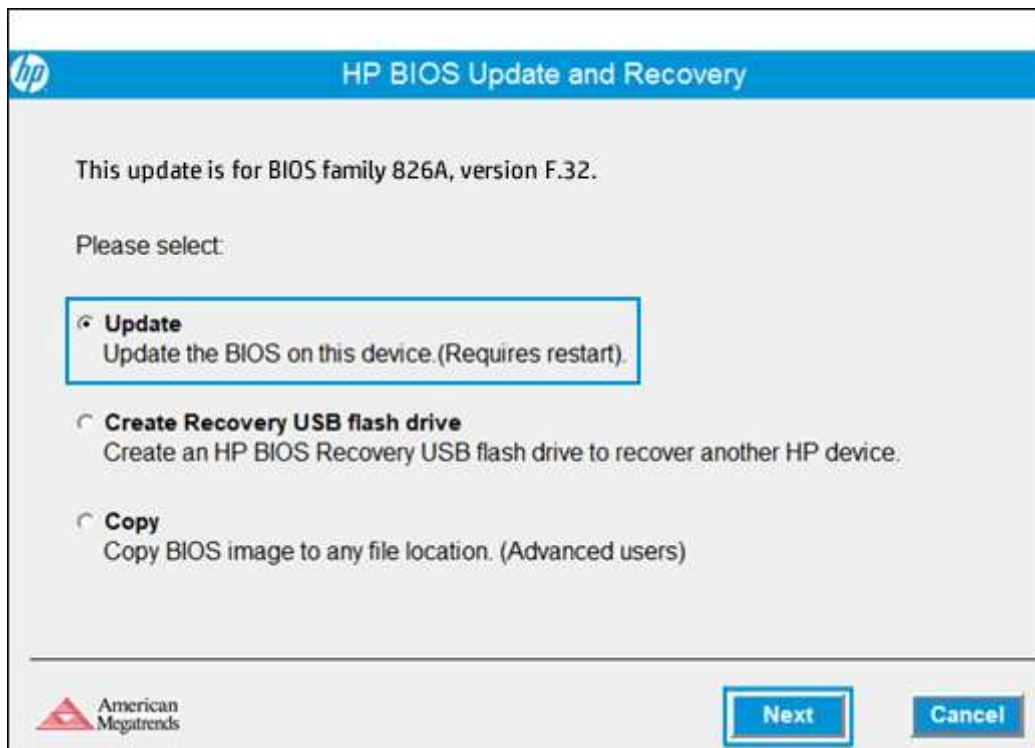 hp
HP BIOS Update and Recovery
This update is for BIOS family 826A, version F.32.
Please select:
Update
Update the BIOS on this device.(Requires restart).
Create Recovery USB flash drive
Create an HP BIOS Recovery USB flash drive to recover another HP device.
Copy
Copy BIOS image to any file location. (Advanced users)
American
Megatrends
Next
Cancel